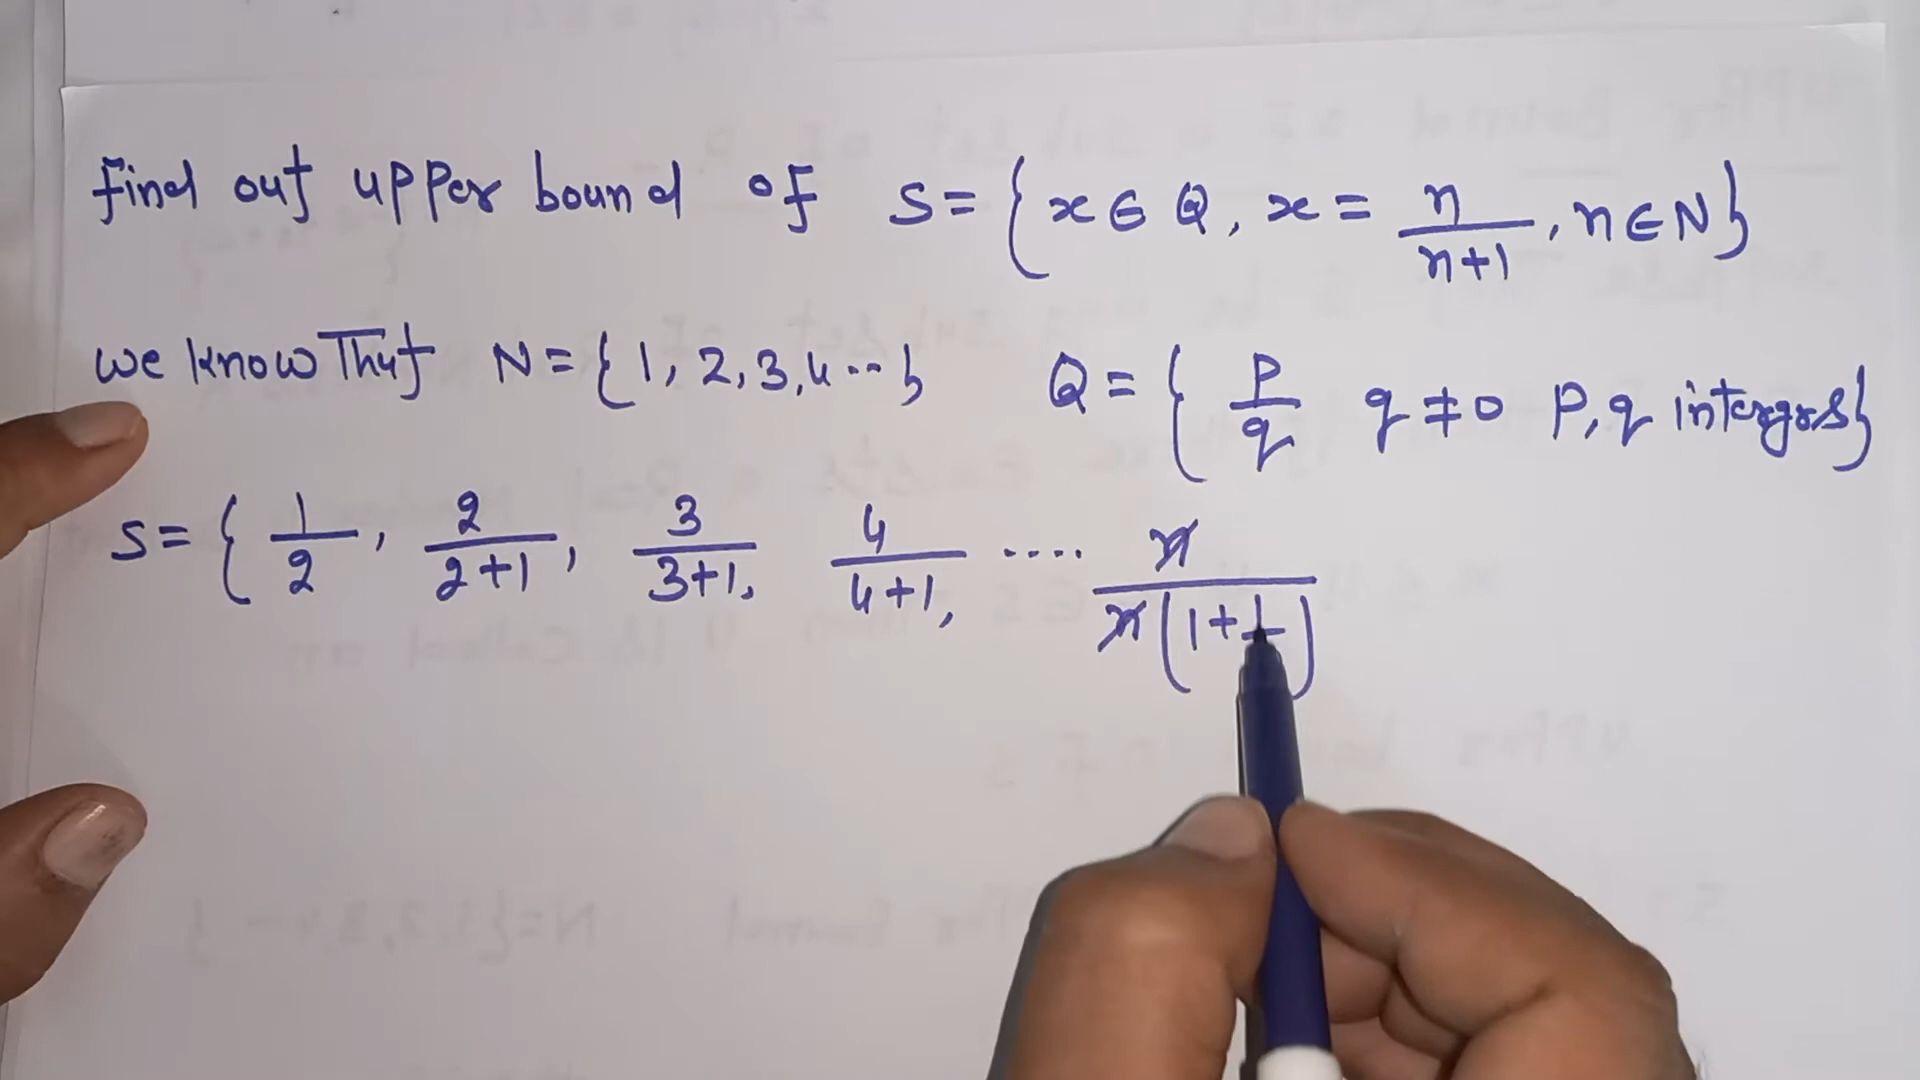 find out upper bound of S = { x ∈ Q, x = n/n+1, n ∈ N }
we know That N = { 1, 2, 3, 4 ... } Q = { p/q q ≠ 0 P, q intergrs }
S = { 1/2, 2/2+1, 3/3+1, 4/4+1, .... n/n(1+1/